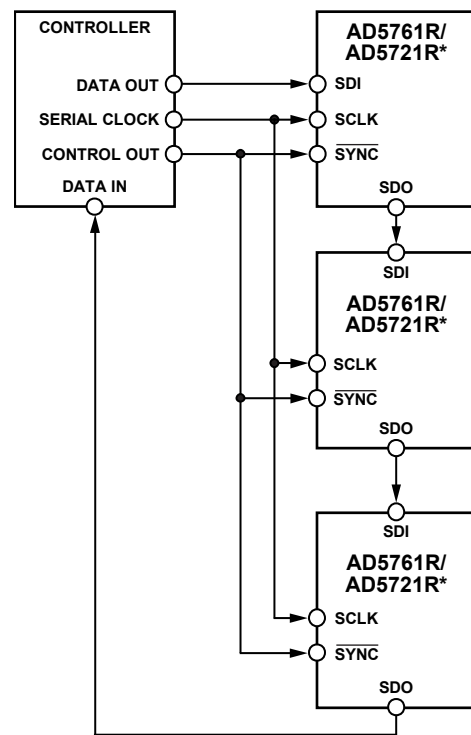 CONTROLLER
DATA OUT
SERIAL CLOCK
CONTROL OUT
DATA IN
AD5761R/
AD5721R*
SDI
SCLK
SYNC
SDO
SDI
AD5761R/
AD5721R*
SCLK
SYNC
SDO
SDI
AD5761R/
AD5721R*
SCLK
SYNC
SDO